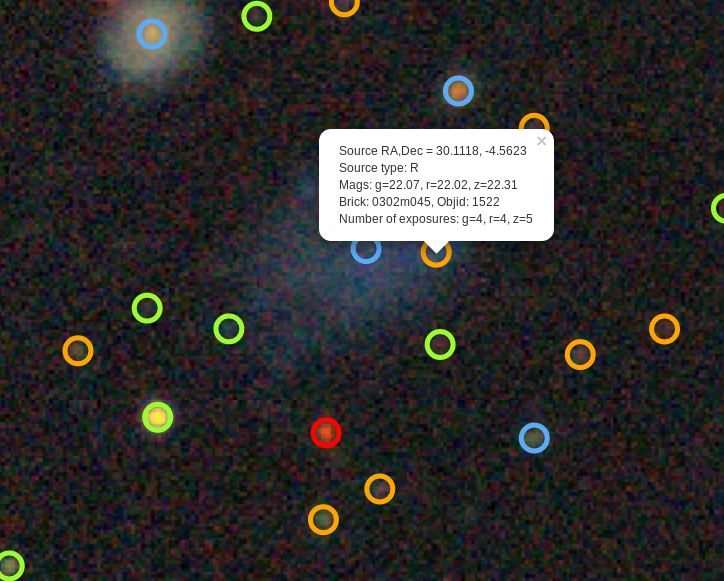 Source RA,Dec = 30.1118, -4.5623
Source type: R
Mags: g=22.07, r=22.02, z=22.31
Brick: 0302m045, Objid: 1522
Number of exposures: g=4, r=4, z=5